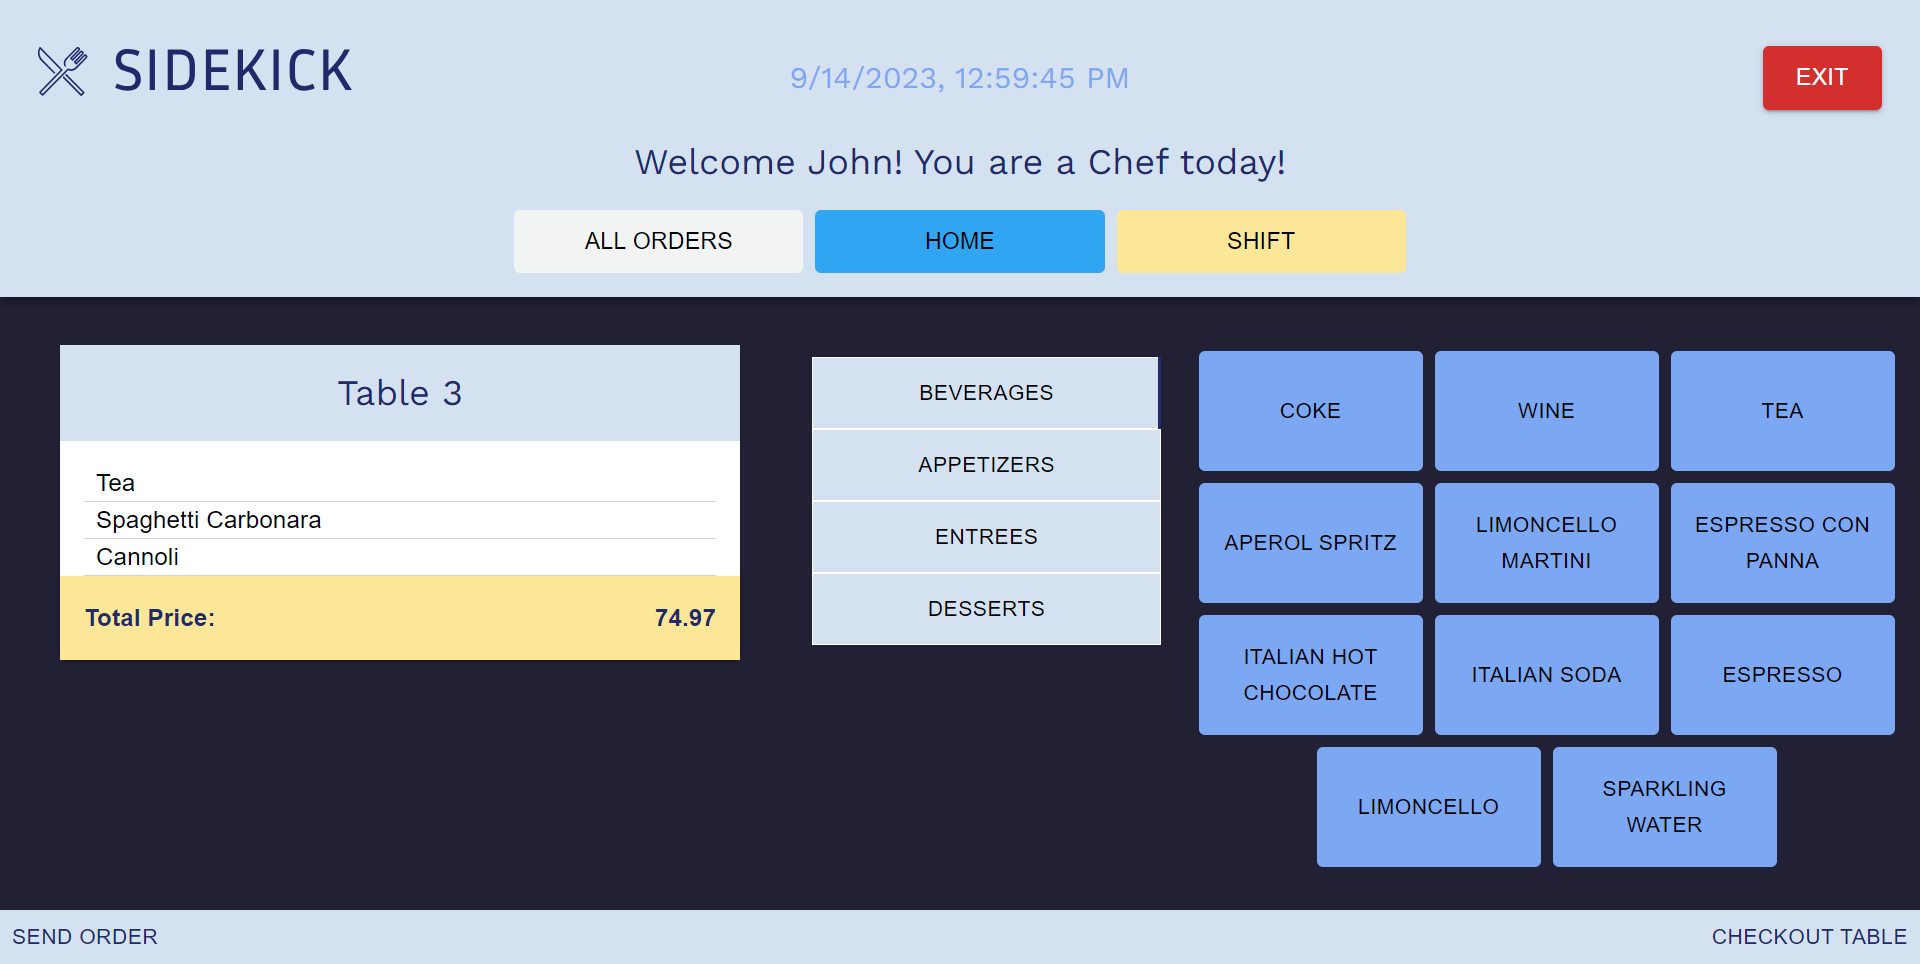 SIDEKICK
9/14/2023, 12:59:45 PM
EXIT
Welcome John! You are a Chef today!
ALL ORDERS
HOME
SHIFT
Table 3
Tea
Spaghetti Carbonara
Cannoli
Total Price: 74.97
BEVERAGES
APPETIZERS
ENTREES
DESSERTS
COKE
WINE
TEA
APEROL SPRITZ
LIMONCELLO
MARTINI
ESPRESSO CON
PANNA
ITALIAN HOT
CHOCOLATE
ITALIAN SODA
ESPRESSO
LIMONCELLO
SPARKLING
WATER
SEND ORDER
CHECKOUT TABLE